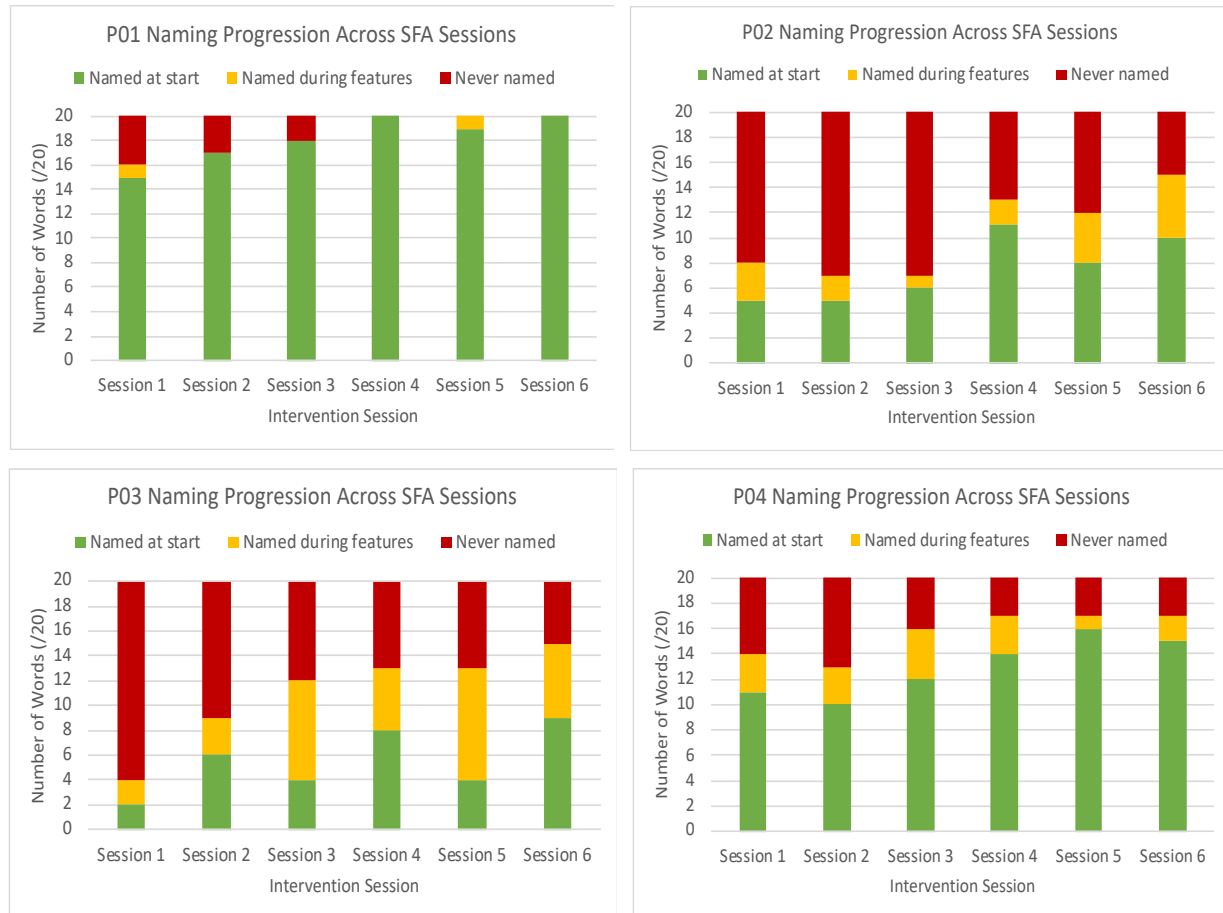 P01 Naming Progression Across SFA Sessions
Named at start Named during features Never named
20
18
16
14
12
10
8
6
4
2
0
Number of Words (/20)
Session 1 Session 2 Session 3 Session 4 Session 5 Session 6
Intervention Session
P02 Naming Progression Across SFA Sessions
Named at start Named during features Never named
20
18
16
14
12
10
8
6
4
2
0
Number of Words (/20)
Session 1 Session 2 Session 3 Session 4 Session 5 Session 6
Intervention Session
P03 Naming Progression Across SFA Sessions
Named at start Named during features Never named
20
18
16
14
12
10
8
6
4
2
0
Number of Words (/20)
Session 1 Session 2 Session 3 Session 4 Session 5 Session 6
Intervention Session
P04 Naming Progression Across SFA Sessions
Named at start Named during features Never named
20
18
16
14
12
10
8
6
4
2
0
Number of Words (/20)
Session 1 Session 2 Session 3 Session 4 Session 5 Session 6
Intervention Session